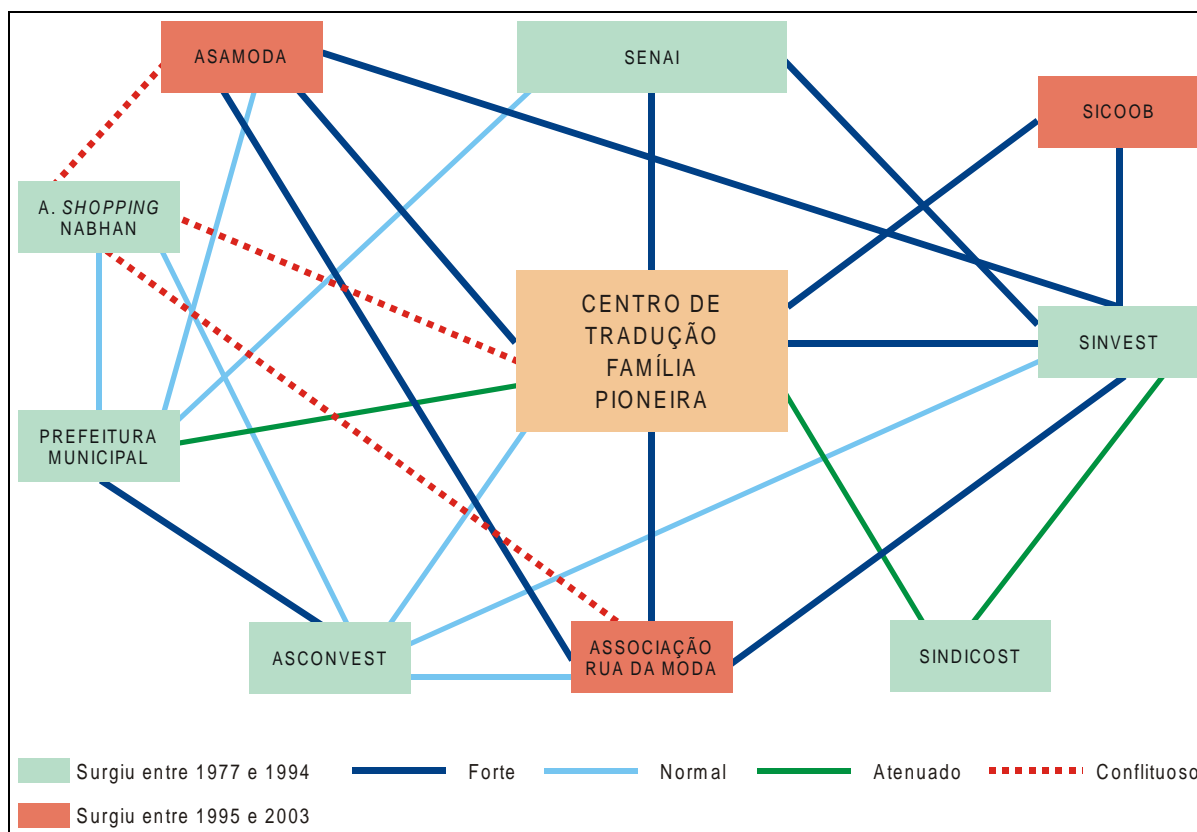 ASAMODA
SENAI
SICOOB
A. SHOPPING
NABHAN
CENTRO DE
TRADUÇÃO
FAMÍLIA
PIONEIRA
SINVEST
PREFEITURA
MUNICIPAL
ASCONVEST
ASSOCIAÇÃO
RUA DA MODA
SINDICOST
Surgiu entre 1977 e 1994
Forte
Normal
Atenuado
Conflituoso
Surgiu entre 1995 e 2003